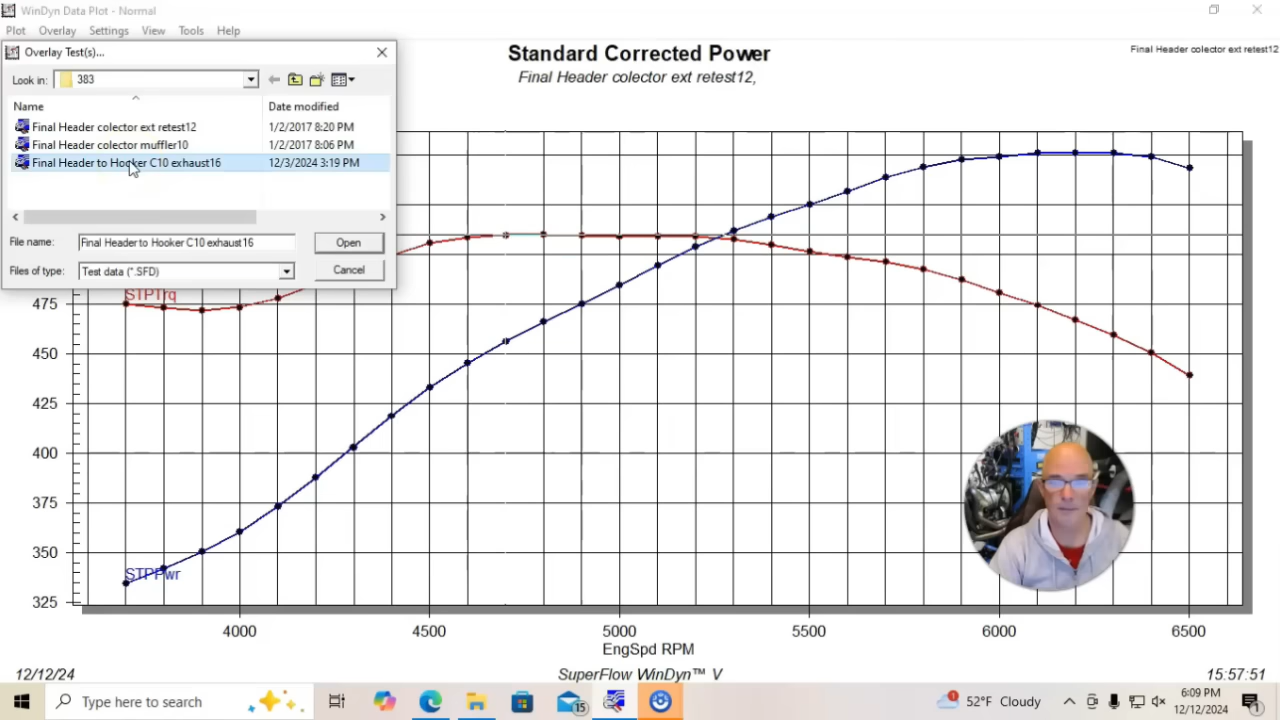 WinDyn Data Plot - Normal
Plot Overlay Settings View Tools Help
Overlay Test(s)...
Look in: 383
Name Date modified
Final Header colector ext retest12 1/2/2017 8:20 PM
Final Header colector muffler10 1/2/2017 8:06 PM
Final Header to Hooker C10 exhaust16 12/3/2024 3:19 PM
File name: Final Header to Hooker C10 exhaust16 Open
Files of type: Test data (*.SFD) Cancel
Standard Corrected Power
Final Header colector ext retest12,
Final Header colector ext retest12
STPTrq
475
450
425
400
375
350
STPPwr
325
4000 4500 5000 5500 6000 6500
EngSpd RPM
12/12/24 SuperFlow WinDyn™ V 15:57:51
Type here to search
15
1
52°F Cloudy
6:09 PM
12/12/2024
1